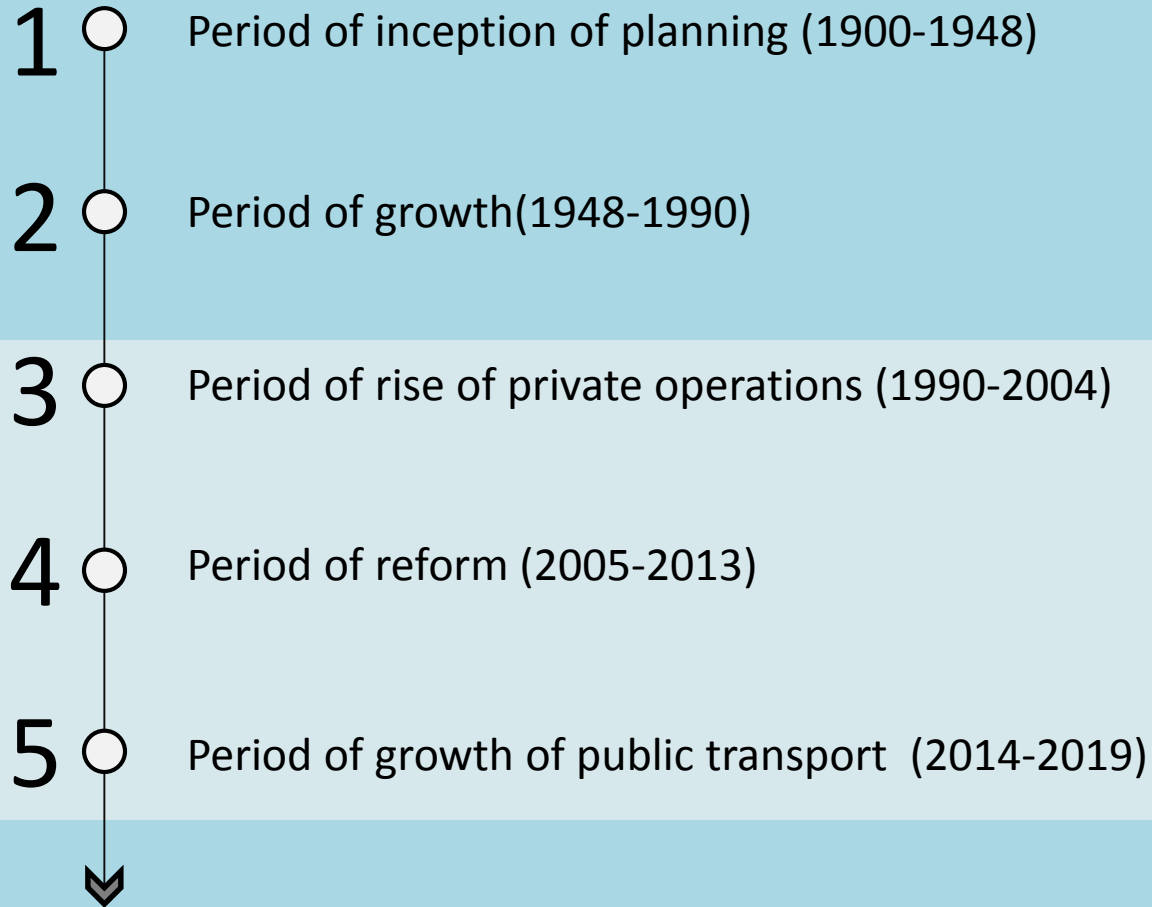 1 Period of inception of planning (1900-1948)
2 Period of growth(1948-1990)
3 Period of rise of private operations (1990-2004)
4 Period of reform (2005-2013)
5 Period of growth of public transport  (2014-2019)